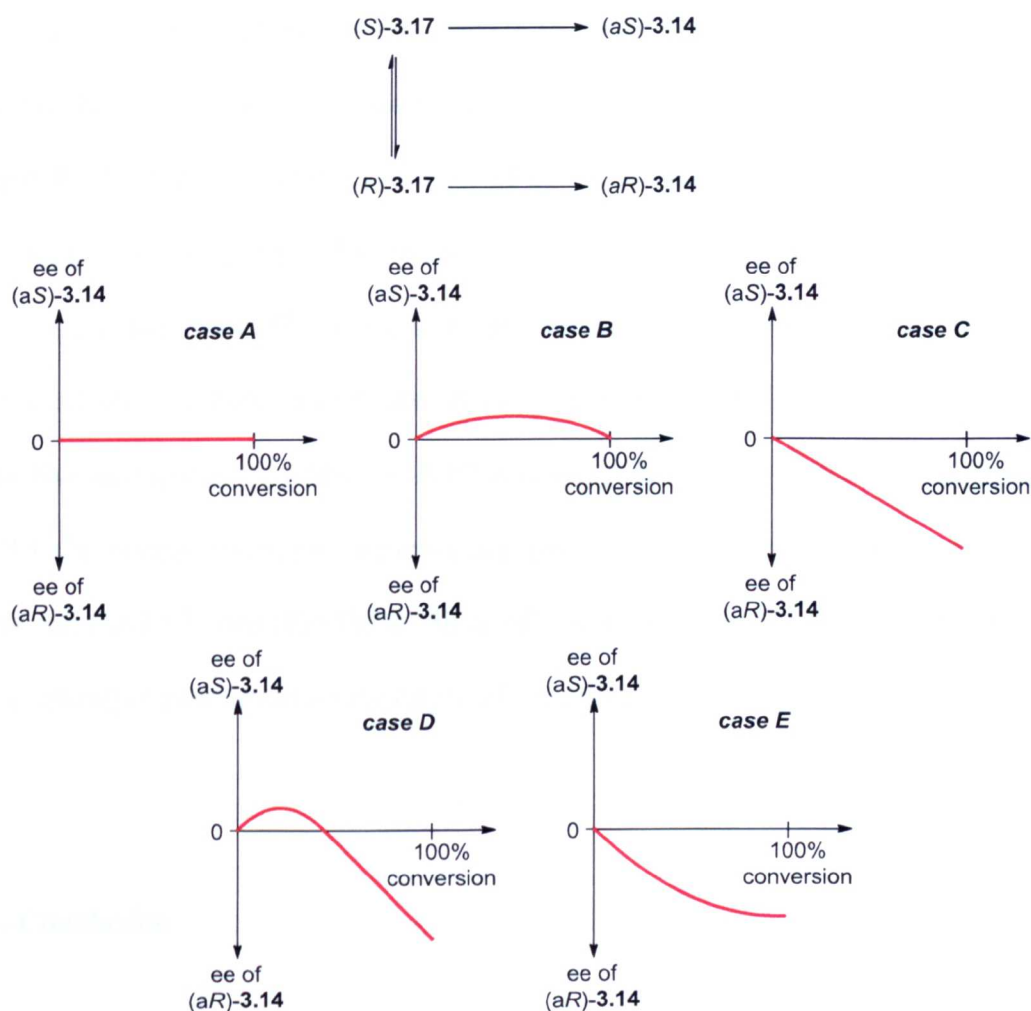 (S)-3.17 (aS)-3.14
(R)-3.17 (aR)-3.14
ee of
(aS)-3.14
case A
0
100%
conversion
ee of
(aR)-3.14
ee of
(aS)-3.14
case B
0
100%
conversion
ee of
(aR)-3.14
ee of
(aS)-3.14
case C
0
100%
conversion
ee of
(aR)-3.14
ee of
(aS)-3.14
case D
0
100%
conversion
ee of
(aR)-3.14
ee of
(aS)-3.14
case E
0
100%
conversion
ee of
(aR)-3.14